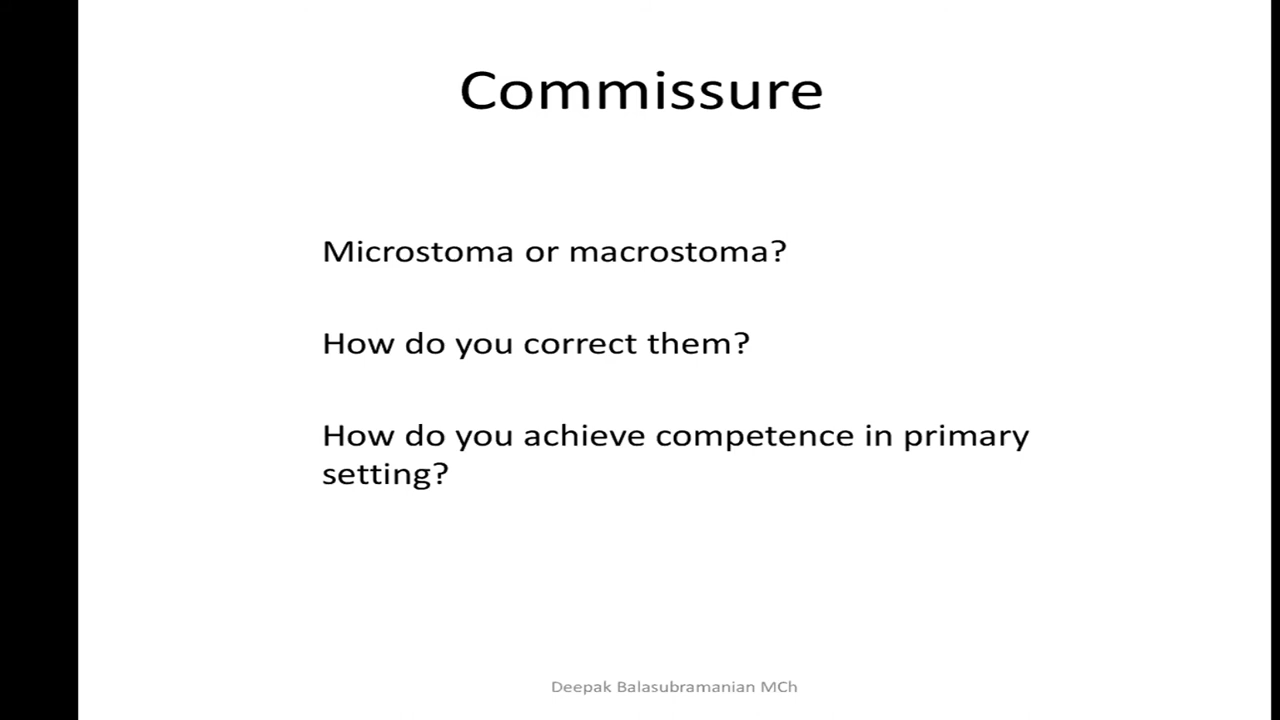 Commissure
Microstoma or macrostoma?
How do you correct them?
How do you achieve competence in primary
setting?
Deepak Balasubramanian MCh